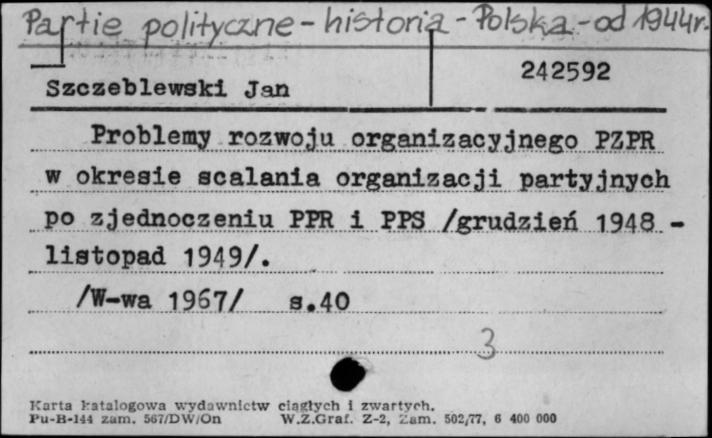 Partie polityczne - historia - Polska - od 1944r.
242592
Szczeblewski Jan
Problemy rozwoju organizacyjnego PZPR
w okresie scalania organizacji partyjnych
po zjednoczeniu PPR i PPS /grudzień 1948 -
listopad 1949/.
/W-wa 1967/ s.40
3
Karta katalogowa wydawnictw ciągłych i zwartych.
Pu-B-144 zam. 567/DW/On W.Z.Graf. Z-2, Zam. 502/77, 6 400 000